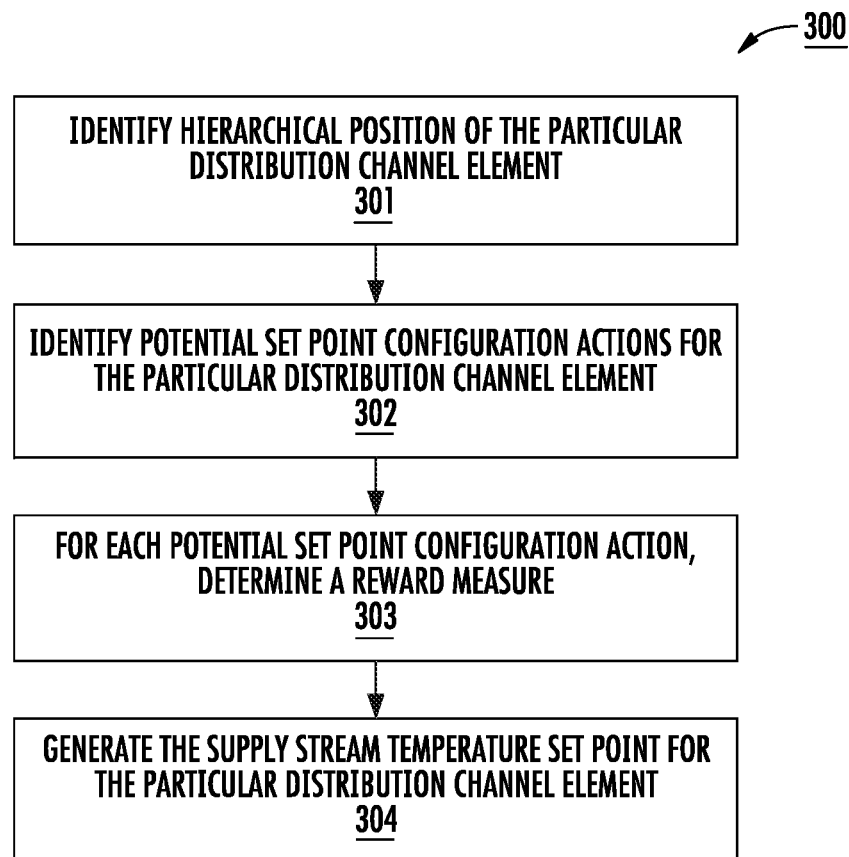 300
IDENTIFY HIERARCHICAL POSITION OF THE PARTICULAR
DISTRIBUTION CHANNEL ELEMENT
301
IDENTIFY POTENTIAL SET POINT CONFIGURATION ACTIONS FOR
THE PARTICULAR DISTRIBUTION CHANNEL ELEMENT
302
FOR EACH POTENTIAL SET POINT CONFIGURATION ACTION,
DETERMINE A REWARD MEASURE
303
GENERATE THE SUPPLY STREAM TEMPERATURE SET POINT FOR
THE PARTICULAR DISTRIBUTION CHANNEL ELEMENT
304